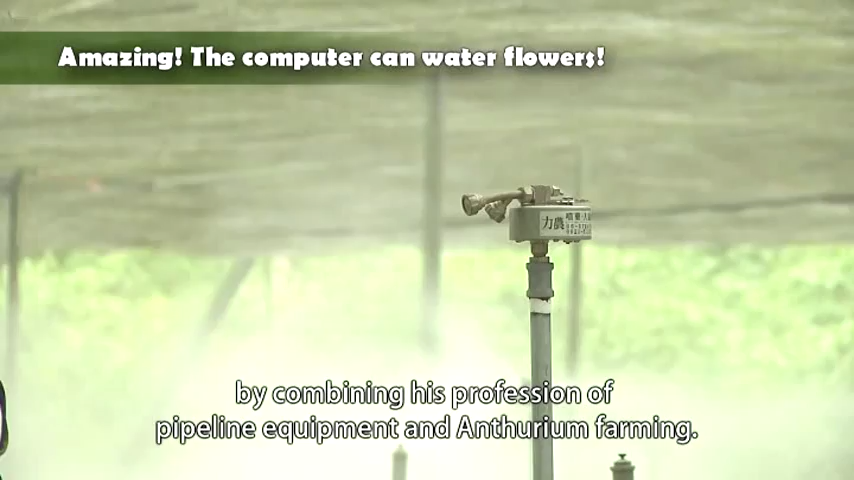 Amazing! The computer can water flowers!
力農
by combining his profession of
pipeline equipment and Anthurium farming.